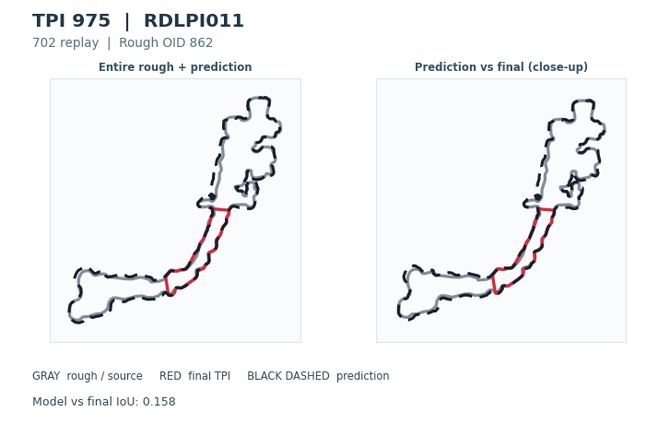 TPI 975 | RDLPI011
702 replay | Rough OID 862
Entire rough + prediction
Prediction vs final (close-up)
GRAY rough / source RED final TPI BLACK DASHED prediction
Model vs final IoU: 0.158